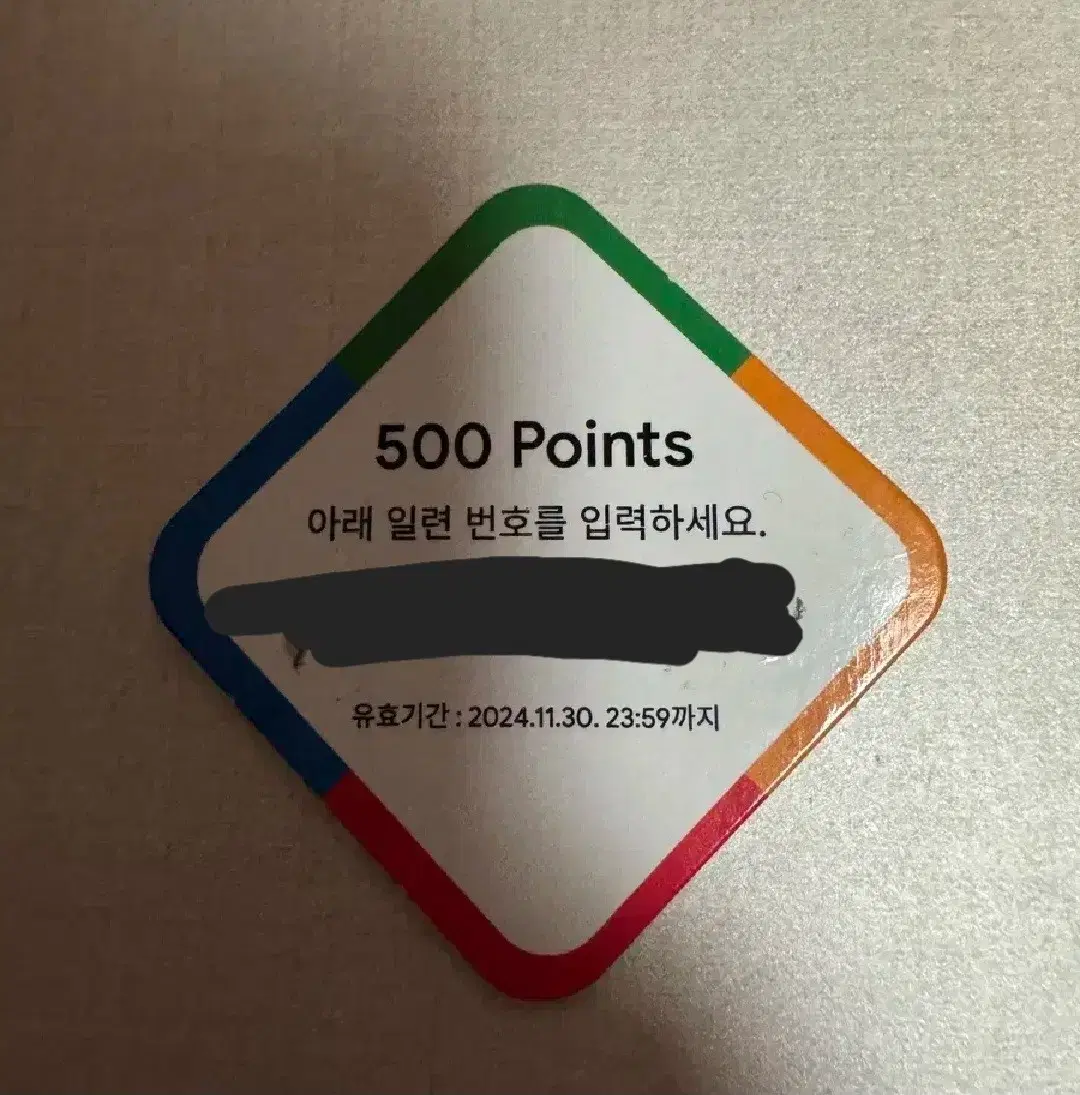 500 Points
아래 일련 번호를 입력하세요.
유효기간 : 2024.11.30. 23:59까지